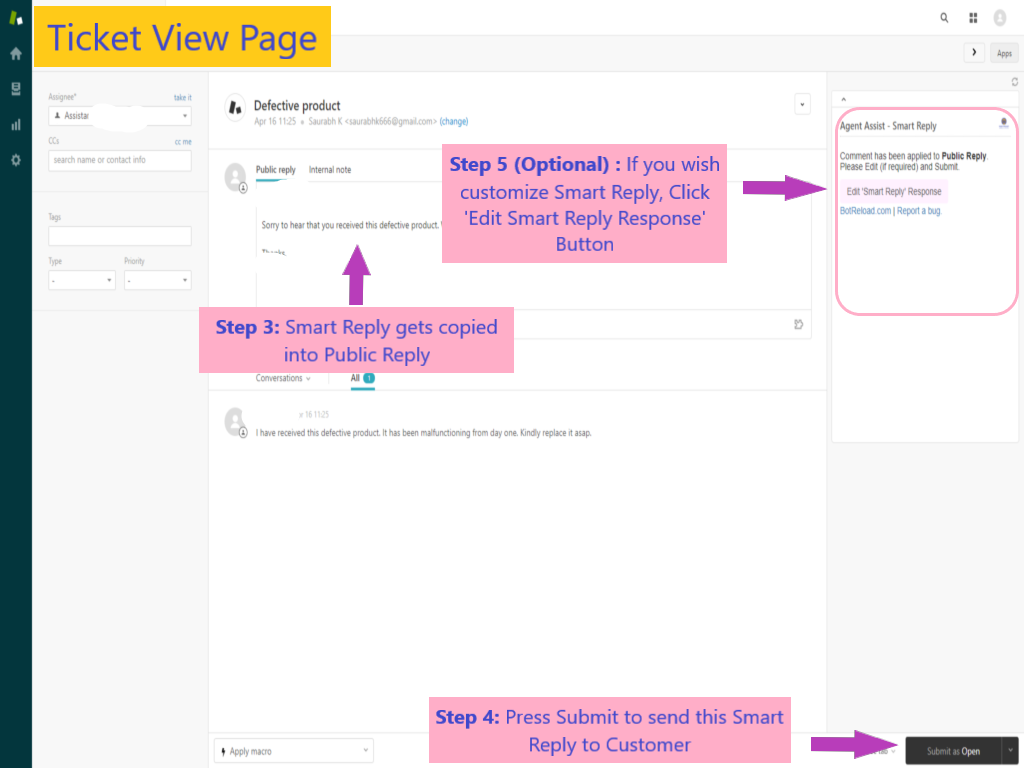 Ticket View Page
Apps
Assignee*
take it
Assistar
CCs
cc me
search name or contact info
Tags
Type
Priority
-
-
Defective product
Apr 16 11:25
Saurabh K <saurabhk666@gmail.com> (change)
Public reply
Internal note
Sorry to hear that you received this defective product.
Step 5 (Optional) : If you wish
customize Smart Reply, Click
'Edit Smart Reply Response'
Button
Step 3: Smart Reply gets copied
into Public Reply
Conversations
All
1
r 16 11:25
I have received this defective product. It has been malfunctioning from day one. Kindly replace it asap.
Agent Assist - Smart Reply
Comment has been applied to Public Reply.
Please Edit (if required) and Submit.
Edit 'Smart Reply' Response
BotReload.com | Report a bug
Step 4: Press Submit to send this Smart
Reply to Customer
Apply macro
Submit as Open